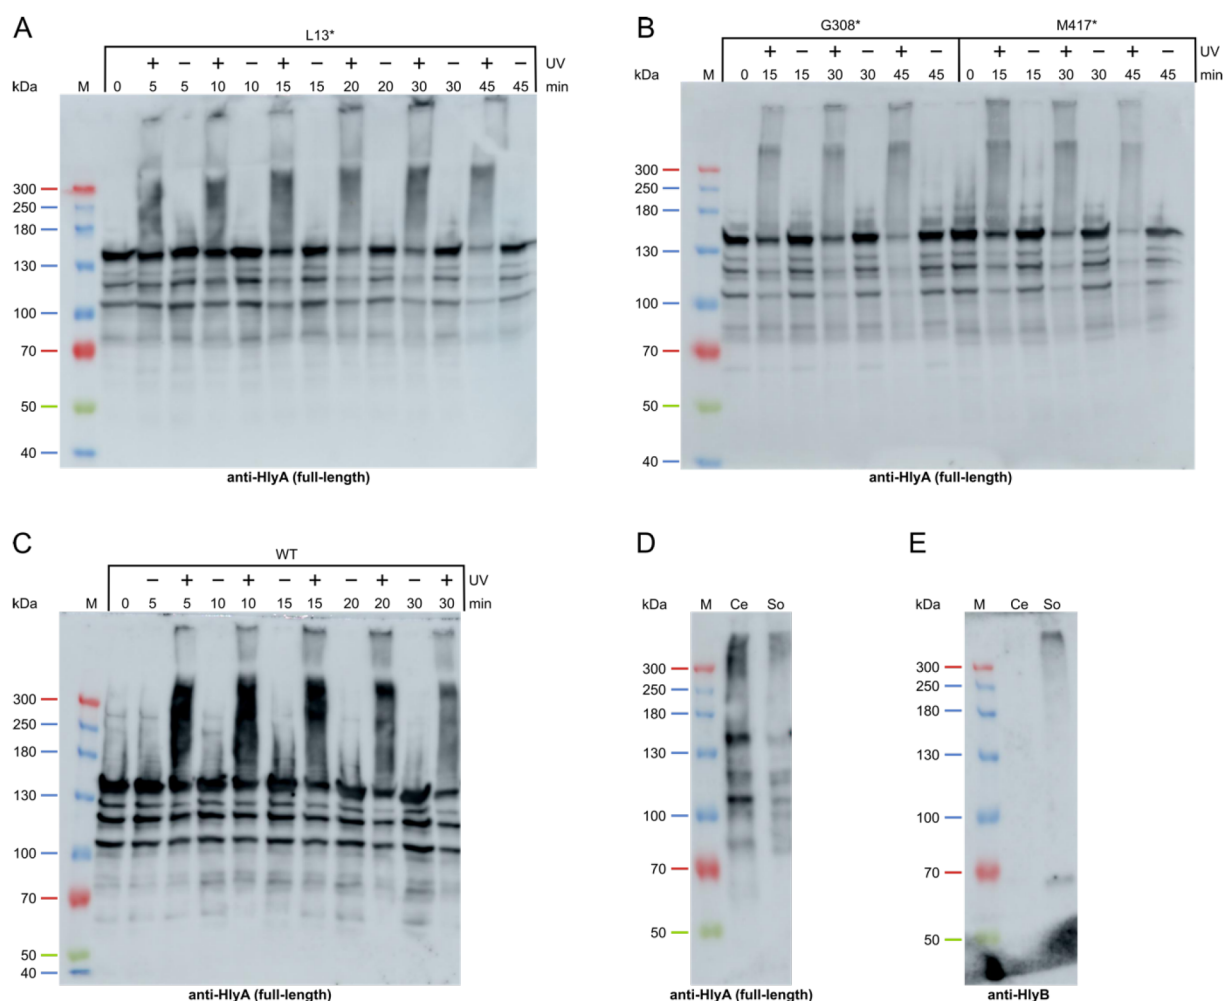 A
L13*
+ − + − + − + − + − + − UV
kDa M 0 5 5 10 10 15 15 20 20 30 30 45 45 min
300
250
180
130
100
70
50
40
anti-HlyA (full-length)
B
G308* M417*
+ − + − + − + − + − + − UV
kDa M 0 15 15 30 30 45 45 0 15 15 30 30 45 45 min
300
250
180
130
100
70
50
40
anti-HlyA (full-length)
C
WT
− + − + − + − + − + UV
kDa M 0 5 5 10 10 15 15 20 20 30 30 min
300
250
180
130
100
70
50
40
anti-HlyA (full-length)
D
kDa M Ce So
300
250
180
130
100
70
50
anti-HlyA (full-length)
E
kDa M Ce So
300
250
180
130
100
70
50
anti-HlyB